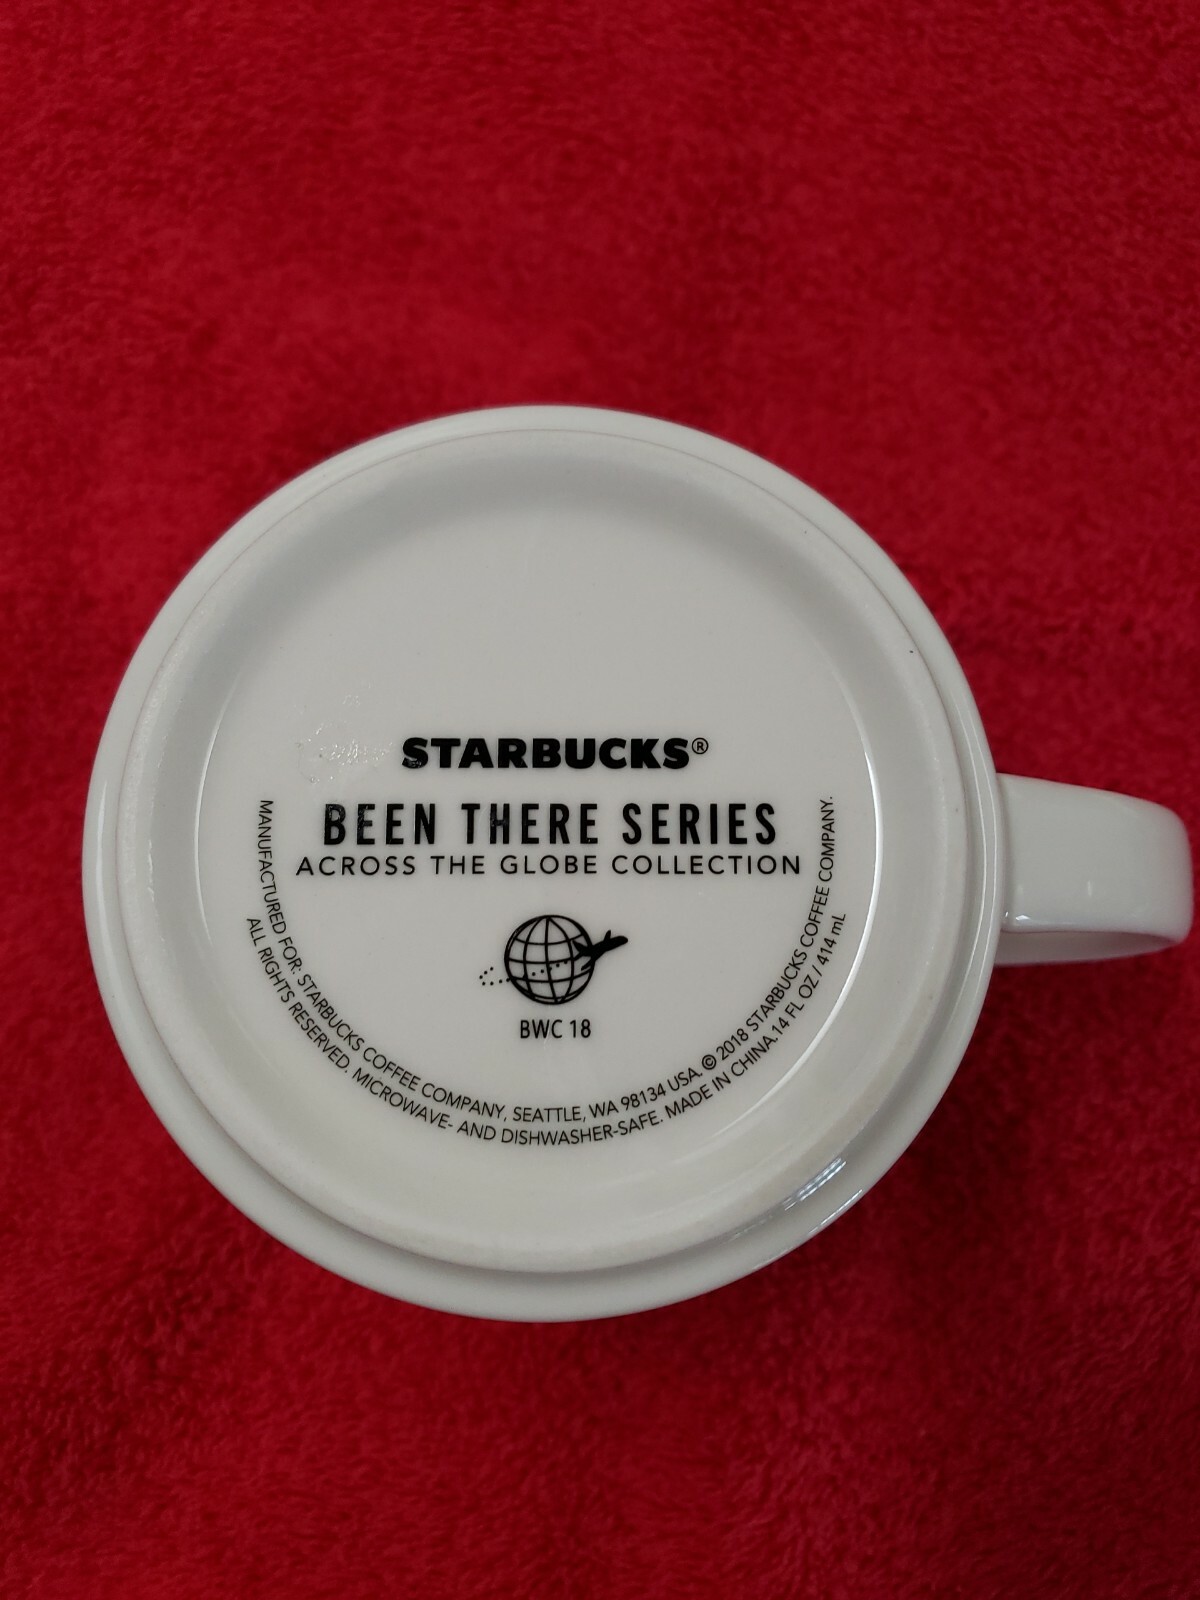 STARBUCKS®
BEEN THERE SERIES
ACROSS THE GLOBE COLLECTION
BWC 18
MANUFACTURED FOR: STARBUCKS COFFEE COMPANY, SEATTLE, WA 98134 USA. © 2018 STARBUCKS COFFEE COMPANY.
ALL RIGHTS RESERVED. MICROWAVE- AND DISHWASHER-SAFE. MADE IN CHINA.14 FL OZ / 414 mL